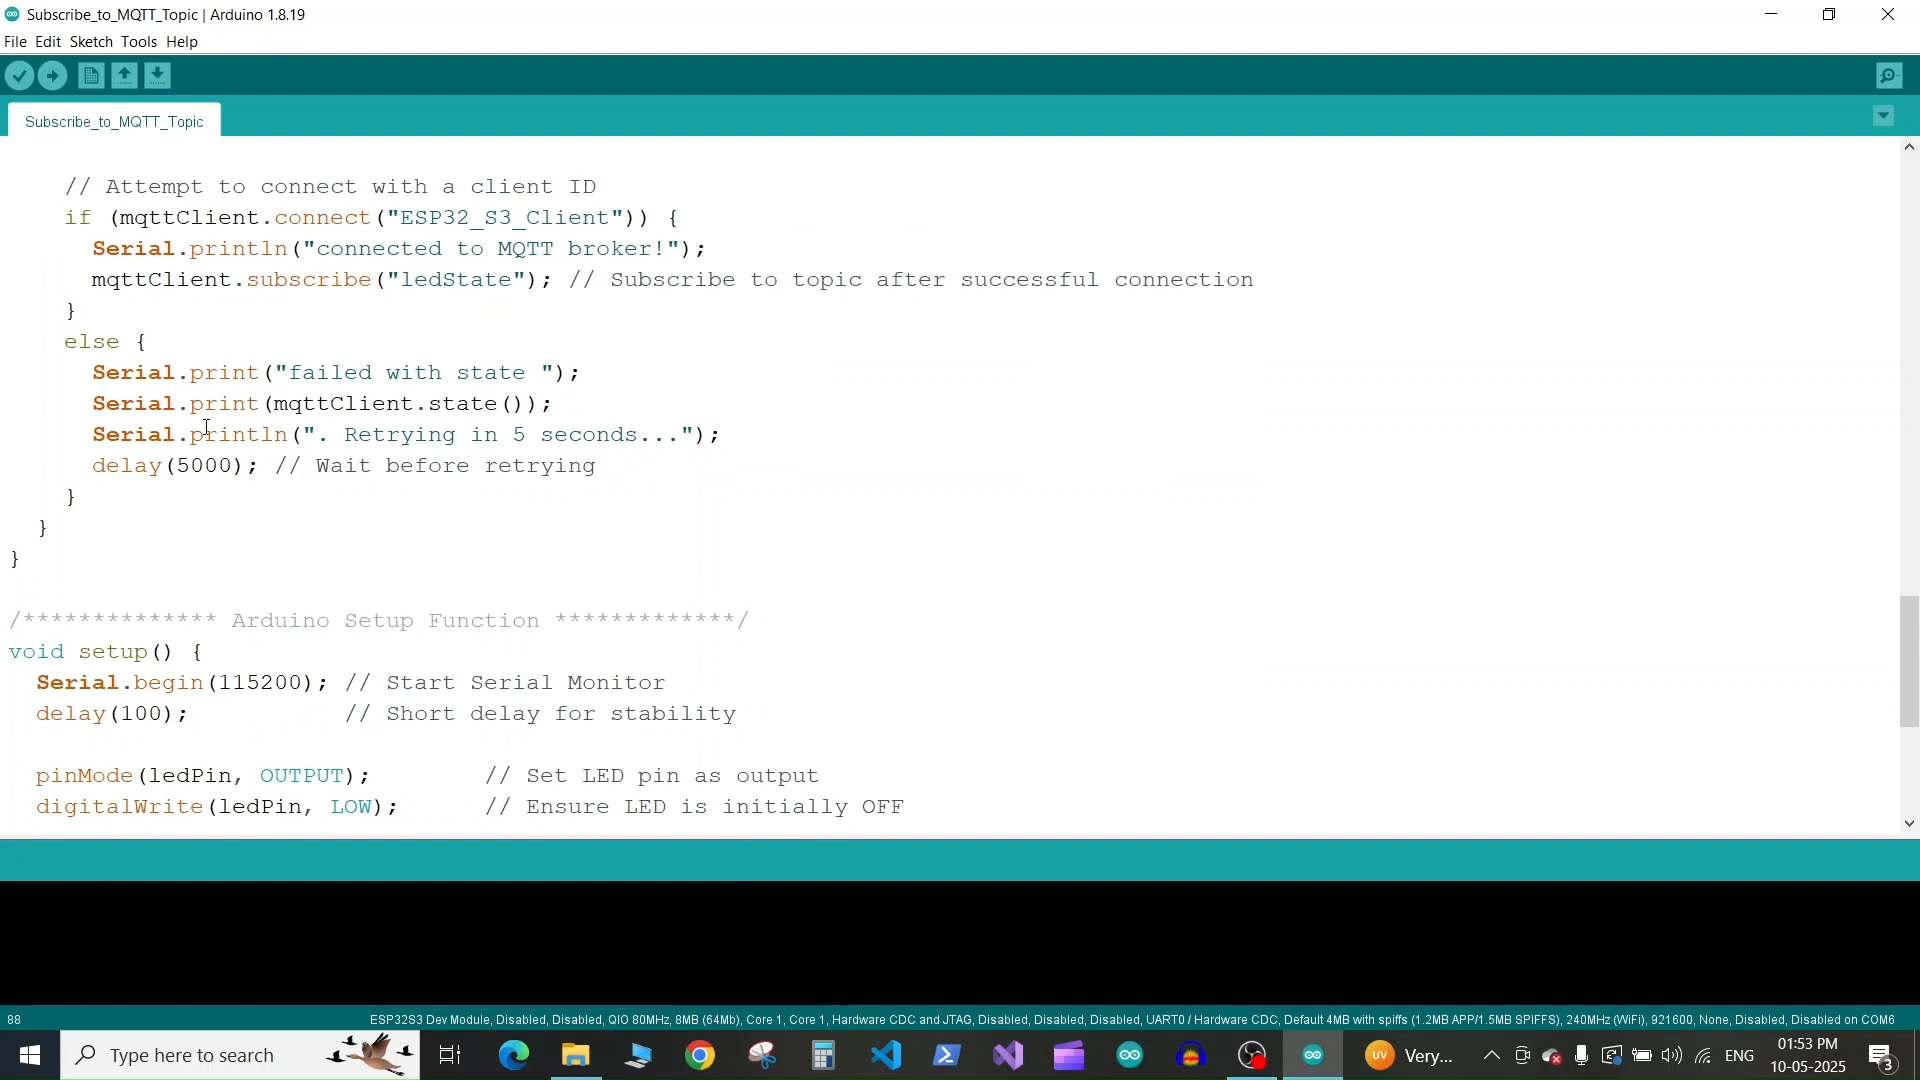 Subscribe_to_MQTT_Topic | Arduino 1.8.19
File Edit Sketch Tools Help
Subscribe_to_MQTT_Topic
// Attempt to connect with a client ID
if (mqttClient.connect("ESP32_S3_Client")) {
Serial.println("connected to MQTT broker!");
mqttClient.subscribe("ledState"); // Subscribe to topic after successful connection
}
else {
Serial.print("failed with state ");
Serial.print(mqttClient.state());
Serial.println(". Retrying in 5 seconds...");
delay(5000); // Wait before retrying
}
}
}
/************** Arduino Setup Function *************/
void setup() {
Serial.begin(115200); // Start Serial Monitor
delay(100); // Short delay for stability
pinMode(ledPin, OUTPUT); // Set LED pin as output
digitalWrite(ledPin, LOW); // Ensure LED is initially OFF
88
ESP32S3 Dev Module, Disabled, Disabled, QIO 80MHz, 8MB (64Mb), Core 1, Core 1, Hardware CDC and JTAG, Disabled, Disabled, Disabled, UART0 / Hardware CDC, Default 4MB with spiffs (1.2MB APP/1.5MB SPIFFS), 240MHz (WiFi), 921600, None, Disabled, Disabled on COM6
Type here to search
UV
Very...
ENG
01:53 PM
10-05-2025
3